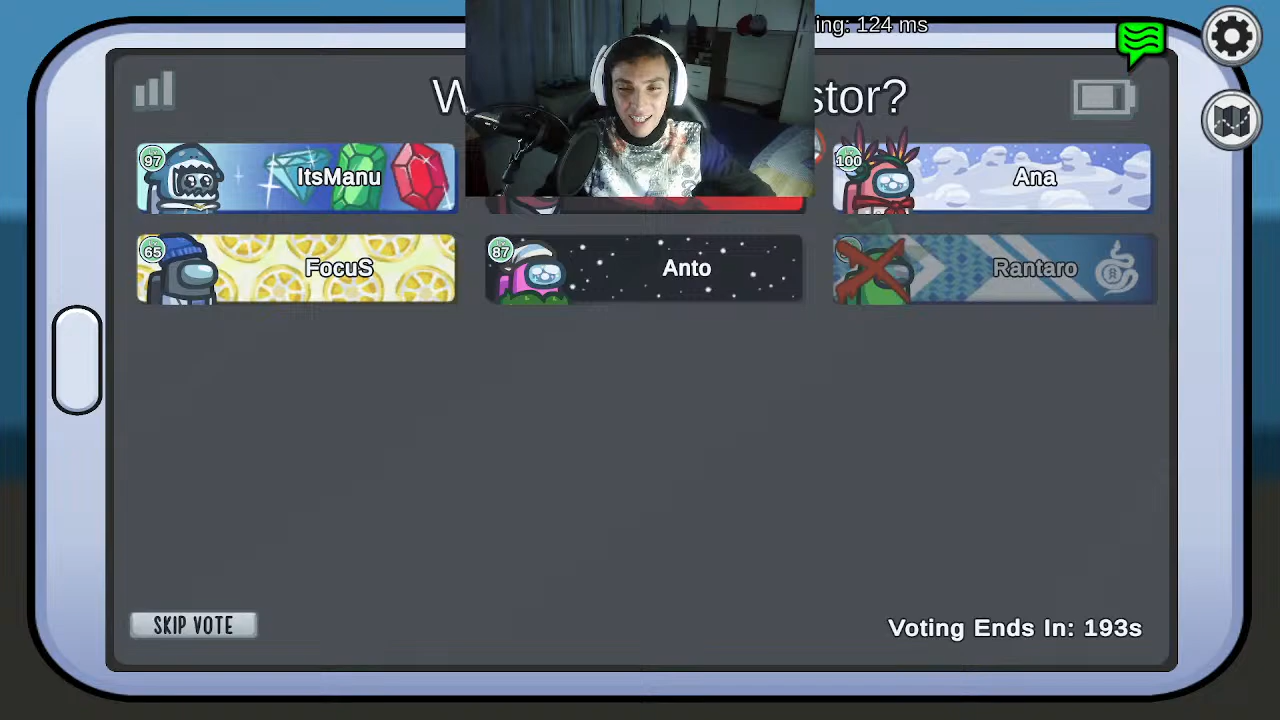 ing: 124 ms
W stor?
97 ItsManu
100 Ana
65 FocuS
87 Anto
Rantaro
SKIP VOTE
Voting Ends In: 193s